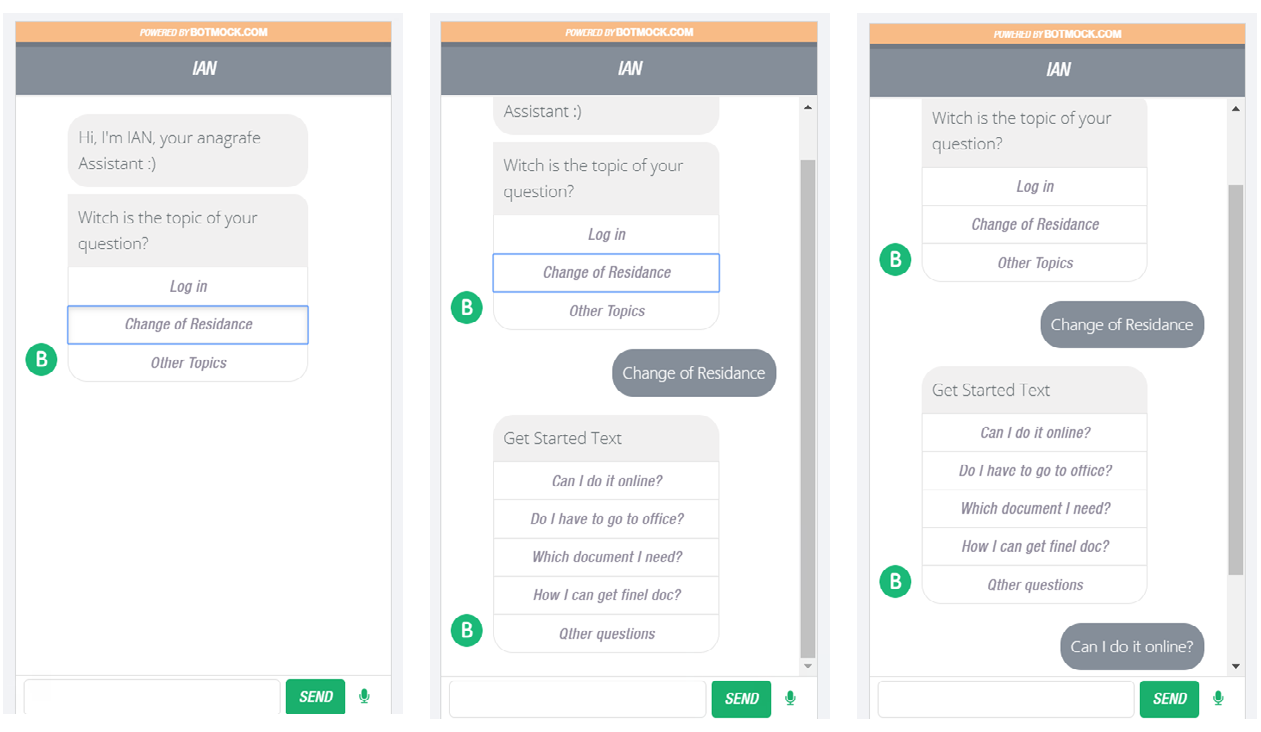 POWERED BY BOTMOCK.COM
IAN
Hi, I'm IAN, your anagrafe
Assistant :)
Witch is the topic of your
question?
Log in
Change of Residance
B
Other Topics
SEND
POWERED BY BOTMOCK.COM
IAN
Assistant :)
Witch is the topic of your
question?
Log in
Change of Residance
B
Other Topics
Change of Residance
Get Started Text
Can I do it online?
Do I have to go to office?
Which document I need?
How I can get finel doc?
B
Qther questions
SEND
POWERED BY BOTMOCK.COM
IAN
Witch is the topic of your
question?
Log in
Change of Residance
B
Other Topics
Change of Residance
Get Started Text
Can I do it online?
Do I have to go to office?
Which document I need?
How I can get finel doc?
B
Qther questions
Can I do it online?
SEND